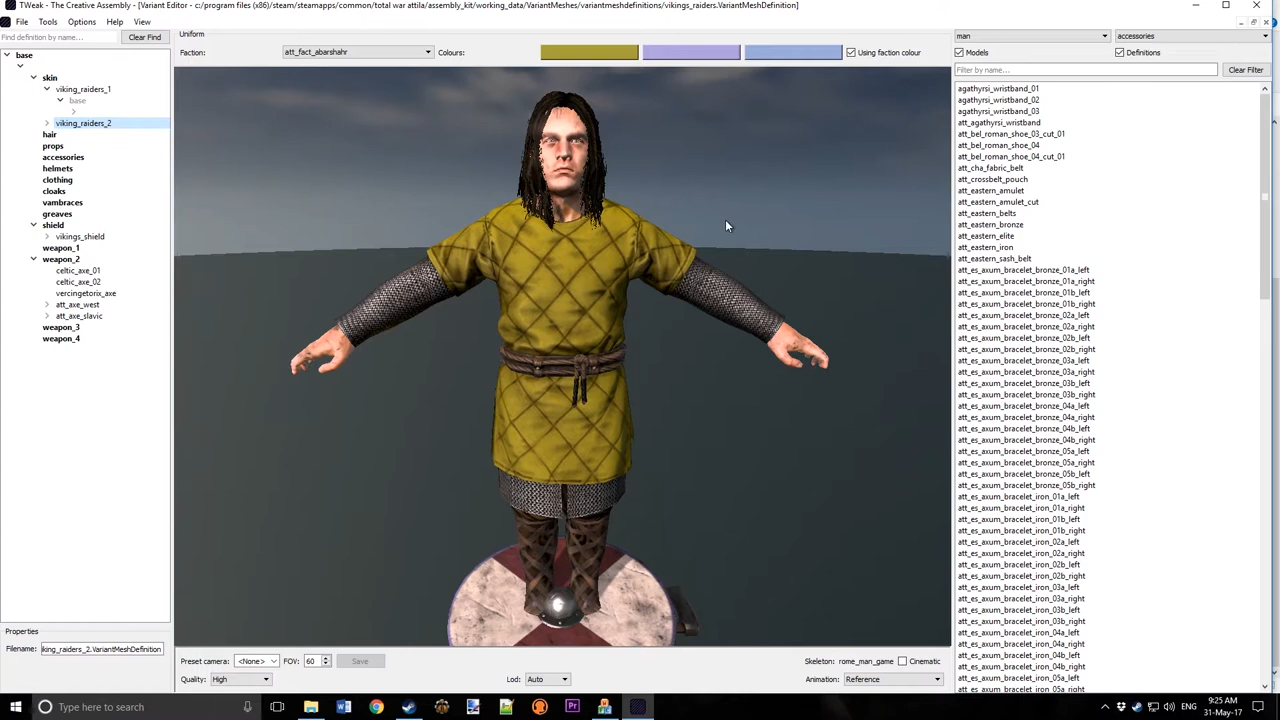 TWeak - The Creative Assembly - [Variant Editor - c:/program files (x86)/steam/steamapps/common/total war attila/assembly_kit/working_data/VariantMeshes/variantmeshdefinitions/vikings_raiders.VariantMeshDefinition]
File Tools Options Help View
Find definition by name... Clear Find
base
skin
viking_raiders_1
base
viking_raiders_2
hair
props
accessories
helmets
clothing
cloaks
vambraces
greaves
shield
vikings_shield
weapon_1
weapon_2
celtic_axe_01
celtic_axe_02
vercingetorix_axe
att_axe_west
att_axe_slavic
weapon_3
weapon_4
Properties
Filename: iking_raiders_2.VariantMeshDefinition
Uniform
Faction: att_fact_abarshahr Colours: Using faction colour
Preset camera: <None> FOV: 60 Save Skeleton: rome_man_game Cinematic
Quality: High Lod: Auto Animation: Reference
man accessories
Models Definitions
Filter by name... Clear Filter
agathyrsi_wristband_01
agathyrsi_wristband_02
agathyrsi_wristband_03
att_agathyrsi_wristband
att_bel_roman_shoe_03_cut_01
att_bel_roman_shoe_04
att_bel_roman_shoe_04_cut_01
att_cha_fabric_belt
att_crossbelt_pouch
att_eastern_amulet
att_eastern_amulet_cut
att_eastern_belts
att_eastern_bronze
att_eastern_elite
att_eastern_iron
att_eastern_sash_belt
att_es_axum_bracelet_bronze_01a_left
att_es_axum_bracelet_bronze_01a_right
att_es_axum_bracelet_bronze_01b_left
att_es_axum_bracelet_bronze_01b_right
att_es_axum_bracelet_bronze_02a_left
att_es_axum_bracelet_bronze_02a_right
att_es_axum_bracelet_bronze_02b_left
att_es_axum_bracelet_bronze_02b_right
att_es_axum_bracelet_bronze_03a_left
att_es_axum_bracelet_bronze_03a_right
att_es_axum_bracelet_bronze_03b_left
att_es_axum_bracelet_bronze_03b_right
att_es_axum_bracelet_bronze_04a_left
att_es_axum_bracelet_bronze_04a_right
att_es_axum_bracelet_bronze_04b_left
att_es_axum_bracelet_bronze_04b_right
att_es_axum_bracelet_bronze_05a_left
att_es_axum_bracelet_bronze_05a_right
att_es_axum_bracelet_bronze_05b_left
att_es_axum_bracelet_bronze_05b_right
att_es_axum_bracelet_iron_01a_left
att_es_axum_bracelet_iron_01a_right
att_es_axum_bracelet_iron_01b_left
att_es_axum_bracelet_iron_01b_right
att_es_axum_bracelet_iron_02a_left
att_es_axum_bracelet_iron_02a_right
att_es_axum_bracelet_iron_02b_left
att_es_axum_bracelet_iron_02b_right
att_es_axum_bracelet_iron_03a_left
att_es_axum_bracelet_iron_03a_right
att_es_axum_bracelet_iron_03b_left
att_es_axum_bracelet_iron_03b_right
att_es_axum_bracelet_iron_04a_left
att_es_axum_bracelet_iron_04a_right
att_es_axum_bracelet_iron_04b_left
att_es_axum_bracelet_iron_04b_right
att_es_axum_bracelet_iron_05a_left
att_es_axum_bracelet_iron_05a_right
Type here to search
9:25 AM
31-May-17